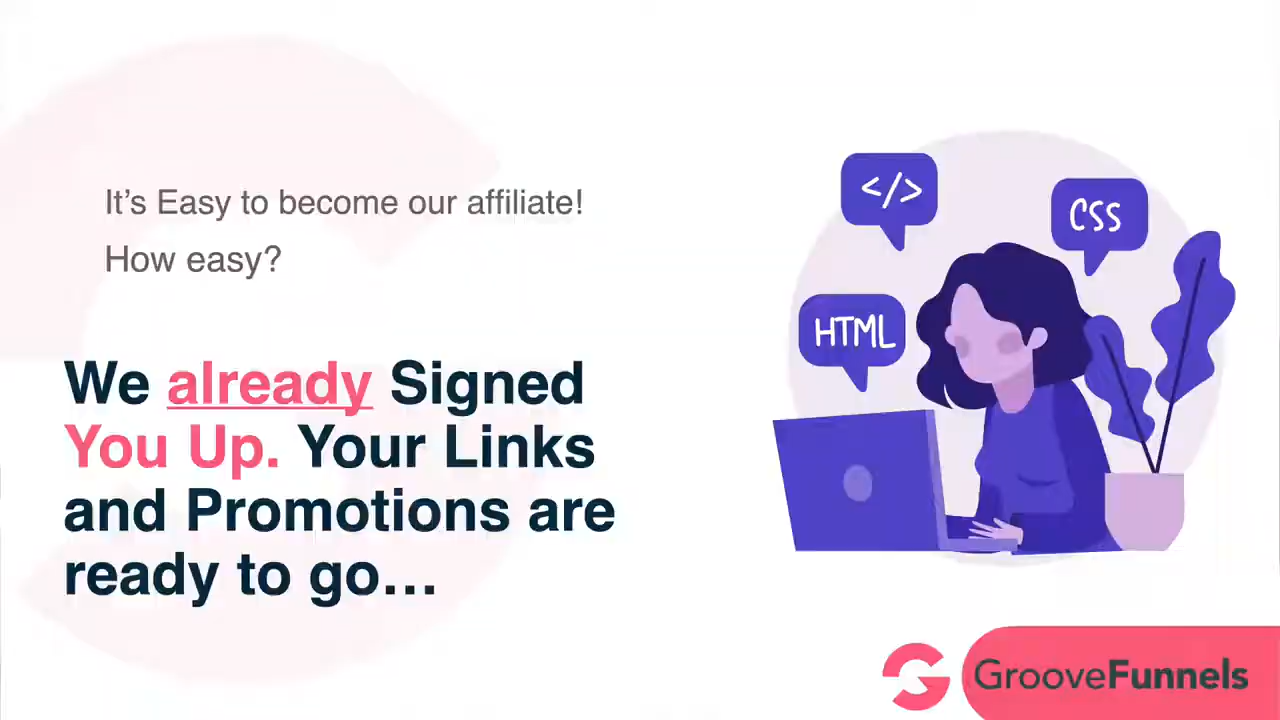 It’s Easy to become our affiliate!
How easy?
We already Signed
You Up. Your Links
and Promotions are
ready to go…
</>
CSS
HTML
GrooveFunnels